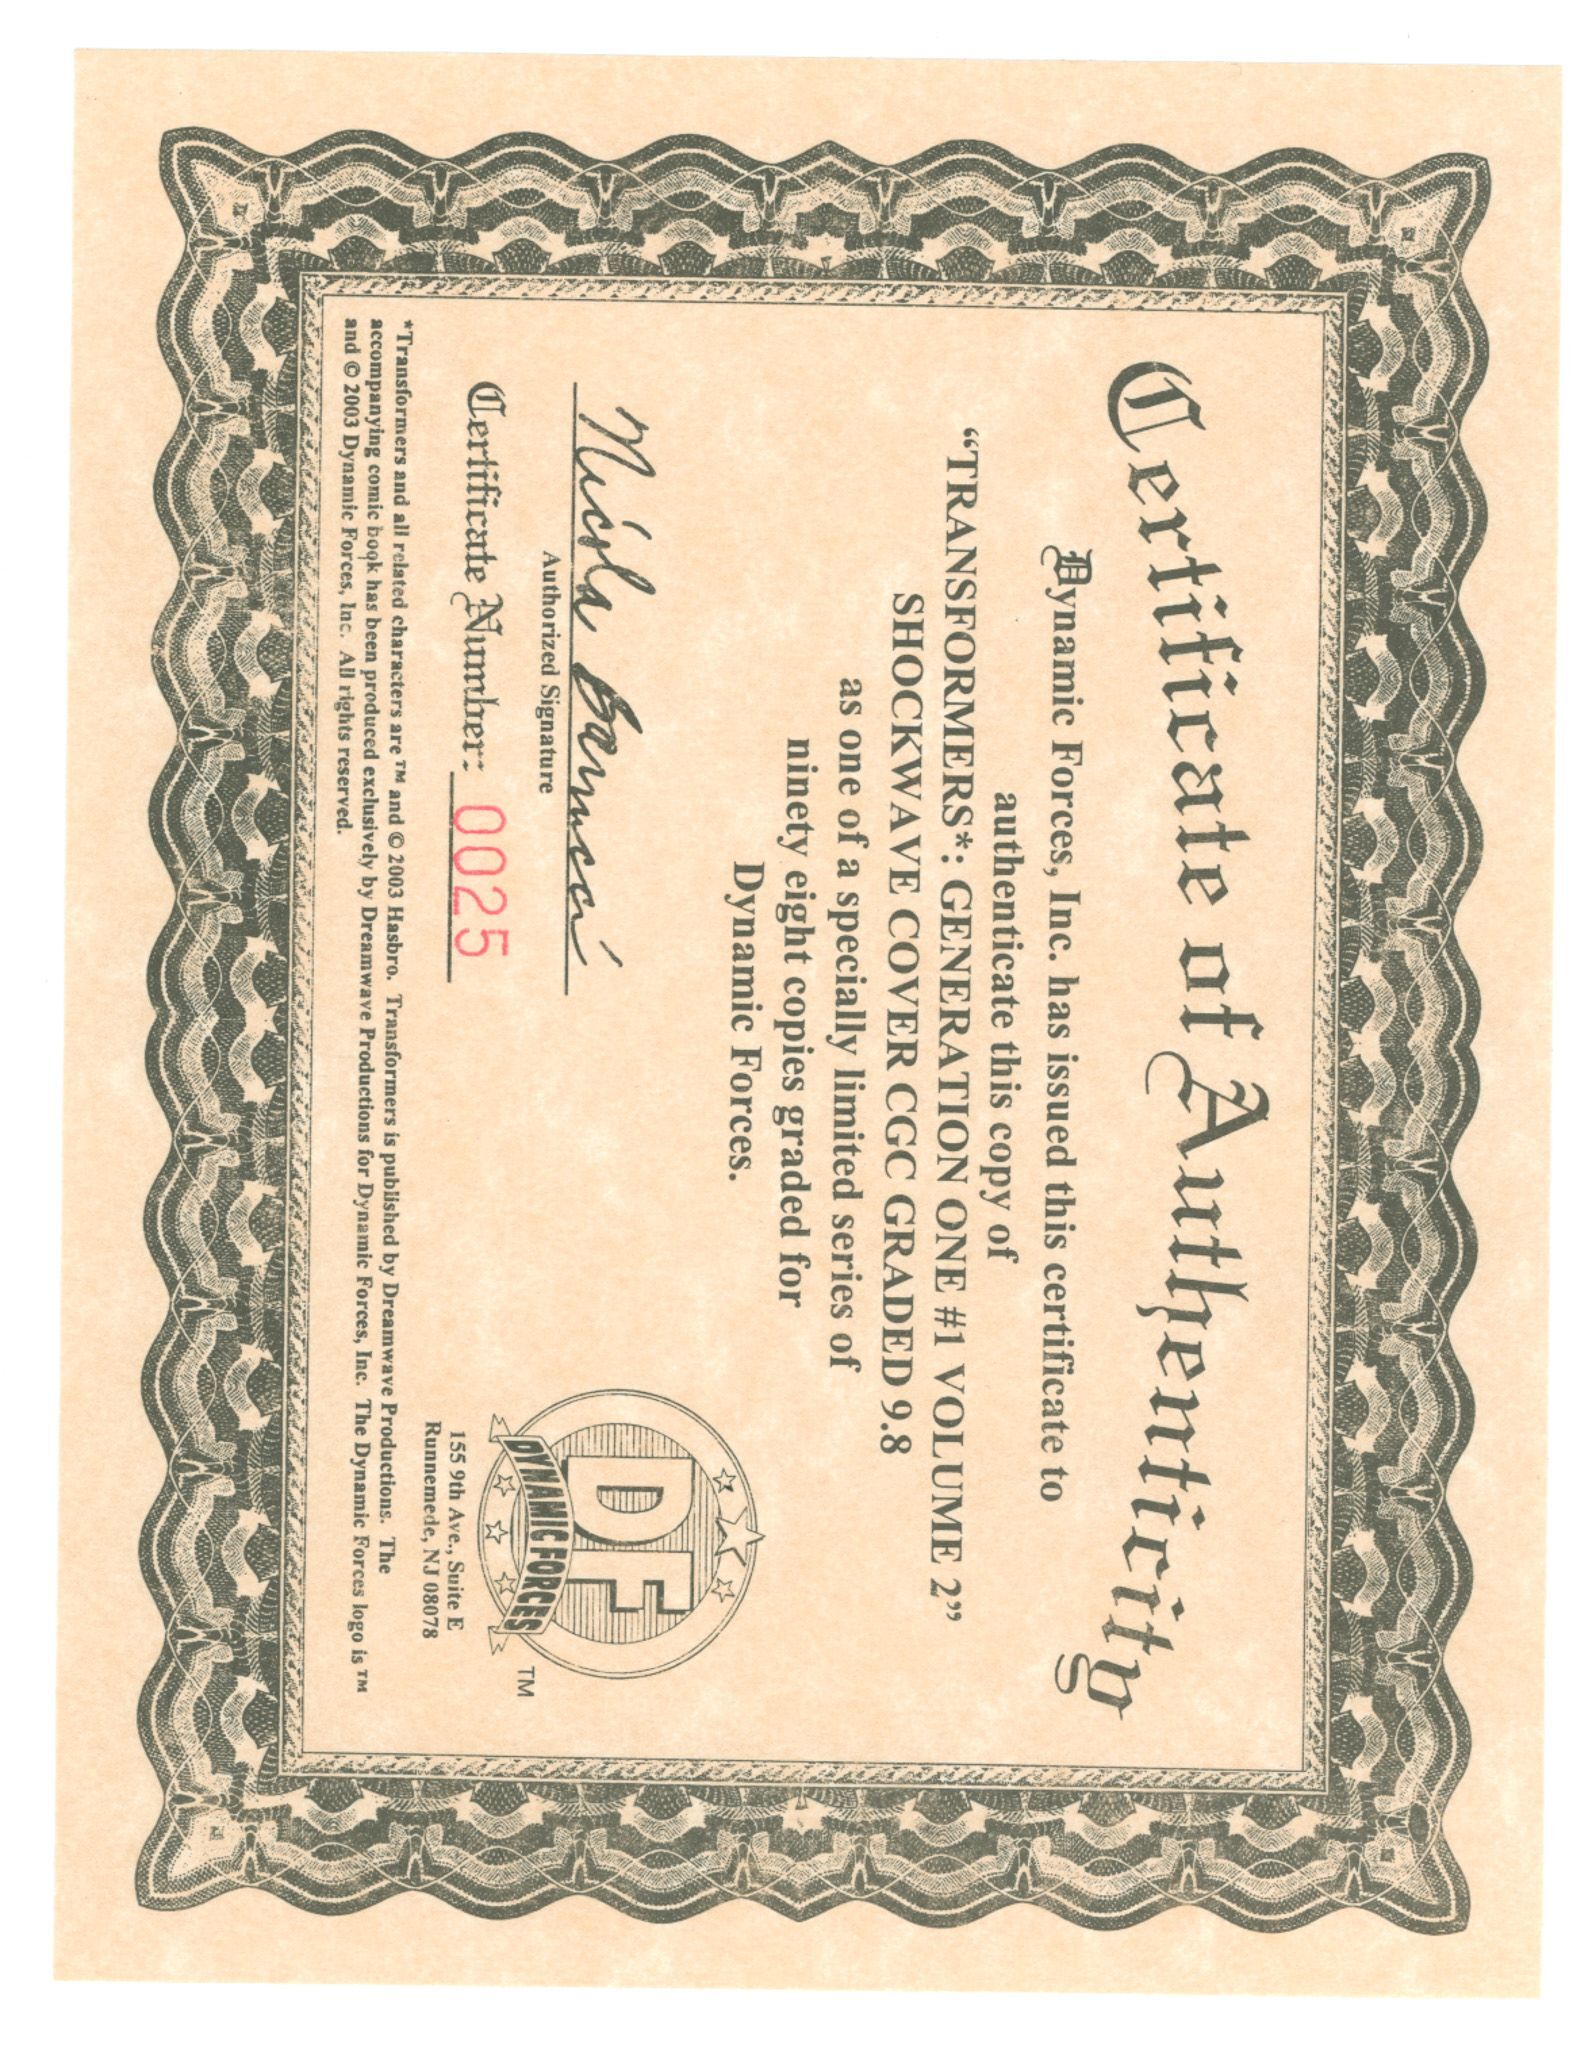 Certificate of Authenticity
Dynamic Forces, Inc. has issued this certificate to
authenticate this copy of
“TRANSFORMERS*: GENERATION ONE #1 VOLUME 2”
SHOCKWAVE COVER CGC GRADED 9.8
as one of a specially limited series of
ninety eight copies graded for
Dynamic Forces.
Authorized Signature
Certificate Number: 0025
DF
DYNAMIC FORCES
TM
155 9th Ave., Suite E
Runnemede, NJ 08078
*Transformers and all related characters are ™ and © 2003 Hasbro. Transformers is published by Dreamwave Productions. The
accompanying comic book has been produced exclusively by Dreamwave Productions for Dynamic Forces, Inc. The Dynamic Forces logo is ™
and © 2003 Dynamic Forces, Inc. All rights reserved.